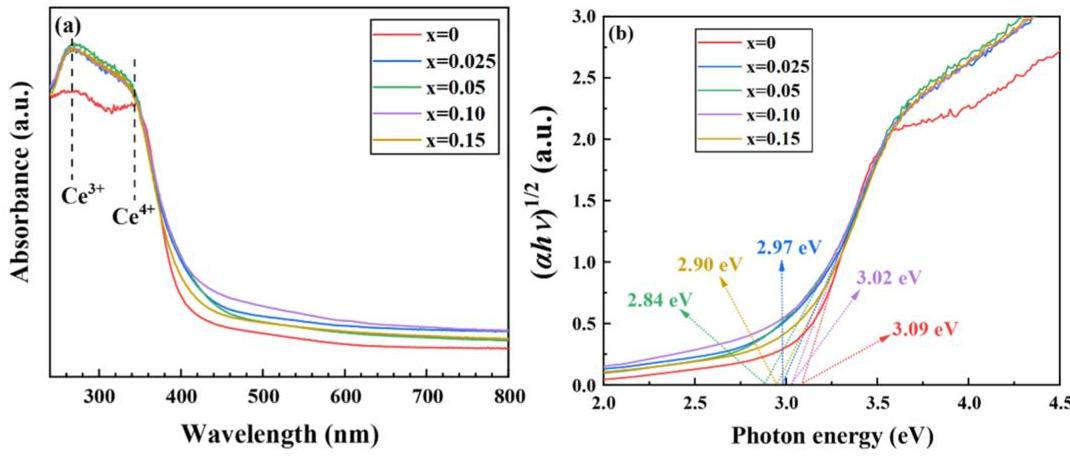 (a)
x=0
x=0.025
x=0.05
x=0.10
x=0.15
Ce3+
Ce4+
Absorbance (a.u.)
300 400 500 600 700 800
Wavelength (nm)
(b)
x=0
x=0.025
x=0.05
x=0.10
x=0.15
3.0
2.5
2.0
1.5
1.0
0.5
0.0
(αhν)1/2 (a.u.)
2.97 eV
2.90 eV
3.02 eV
2.84 eV
3.09 eV
2.0 2.5 3.0 3.5 4.0 4.5
Photon energy (eV)